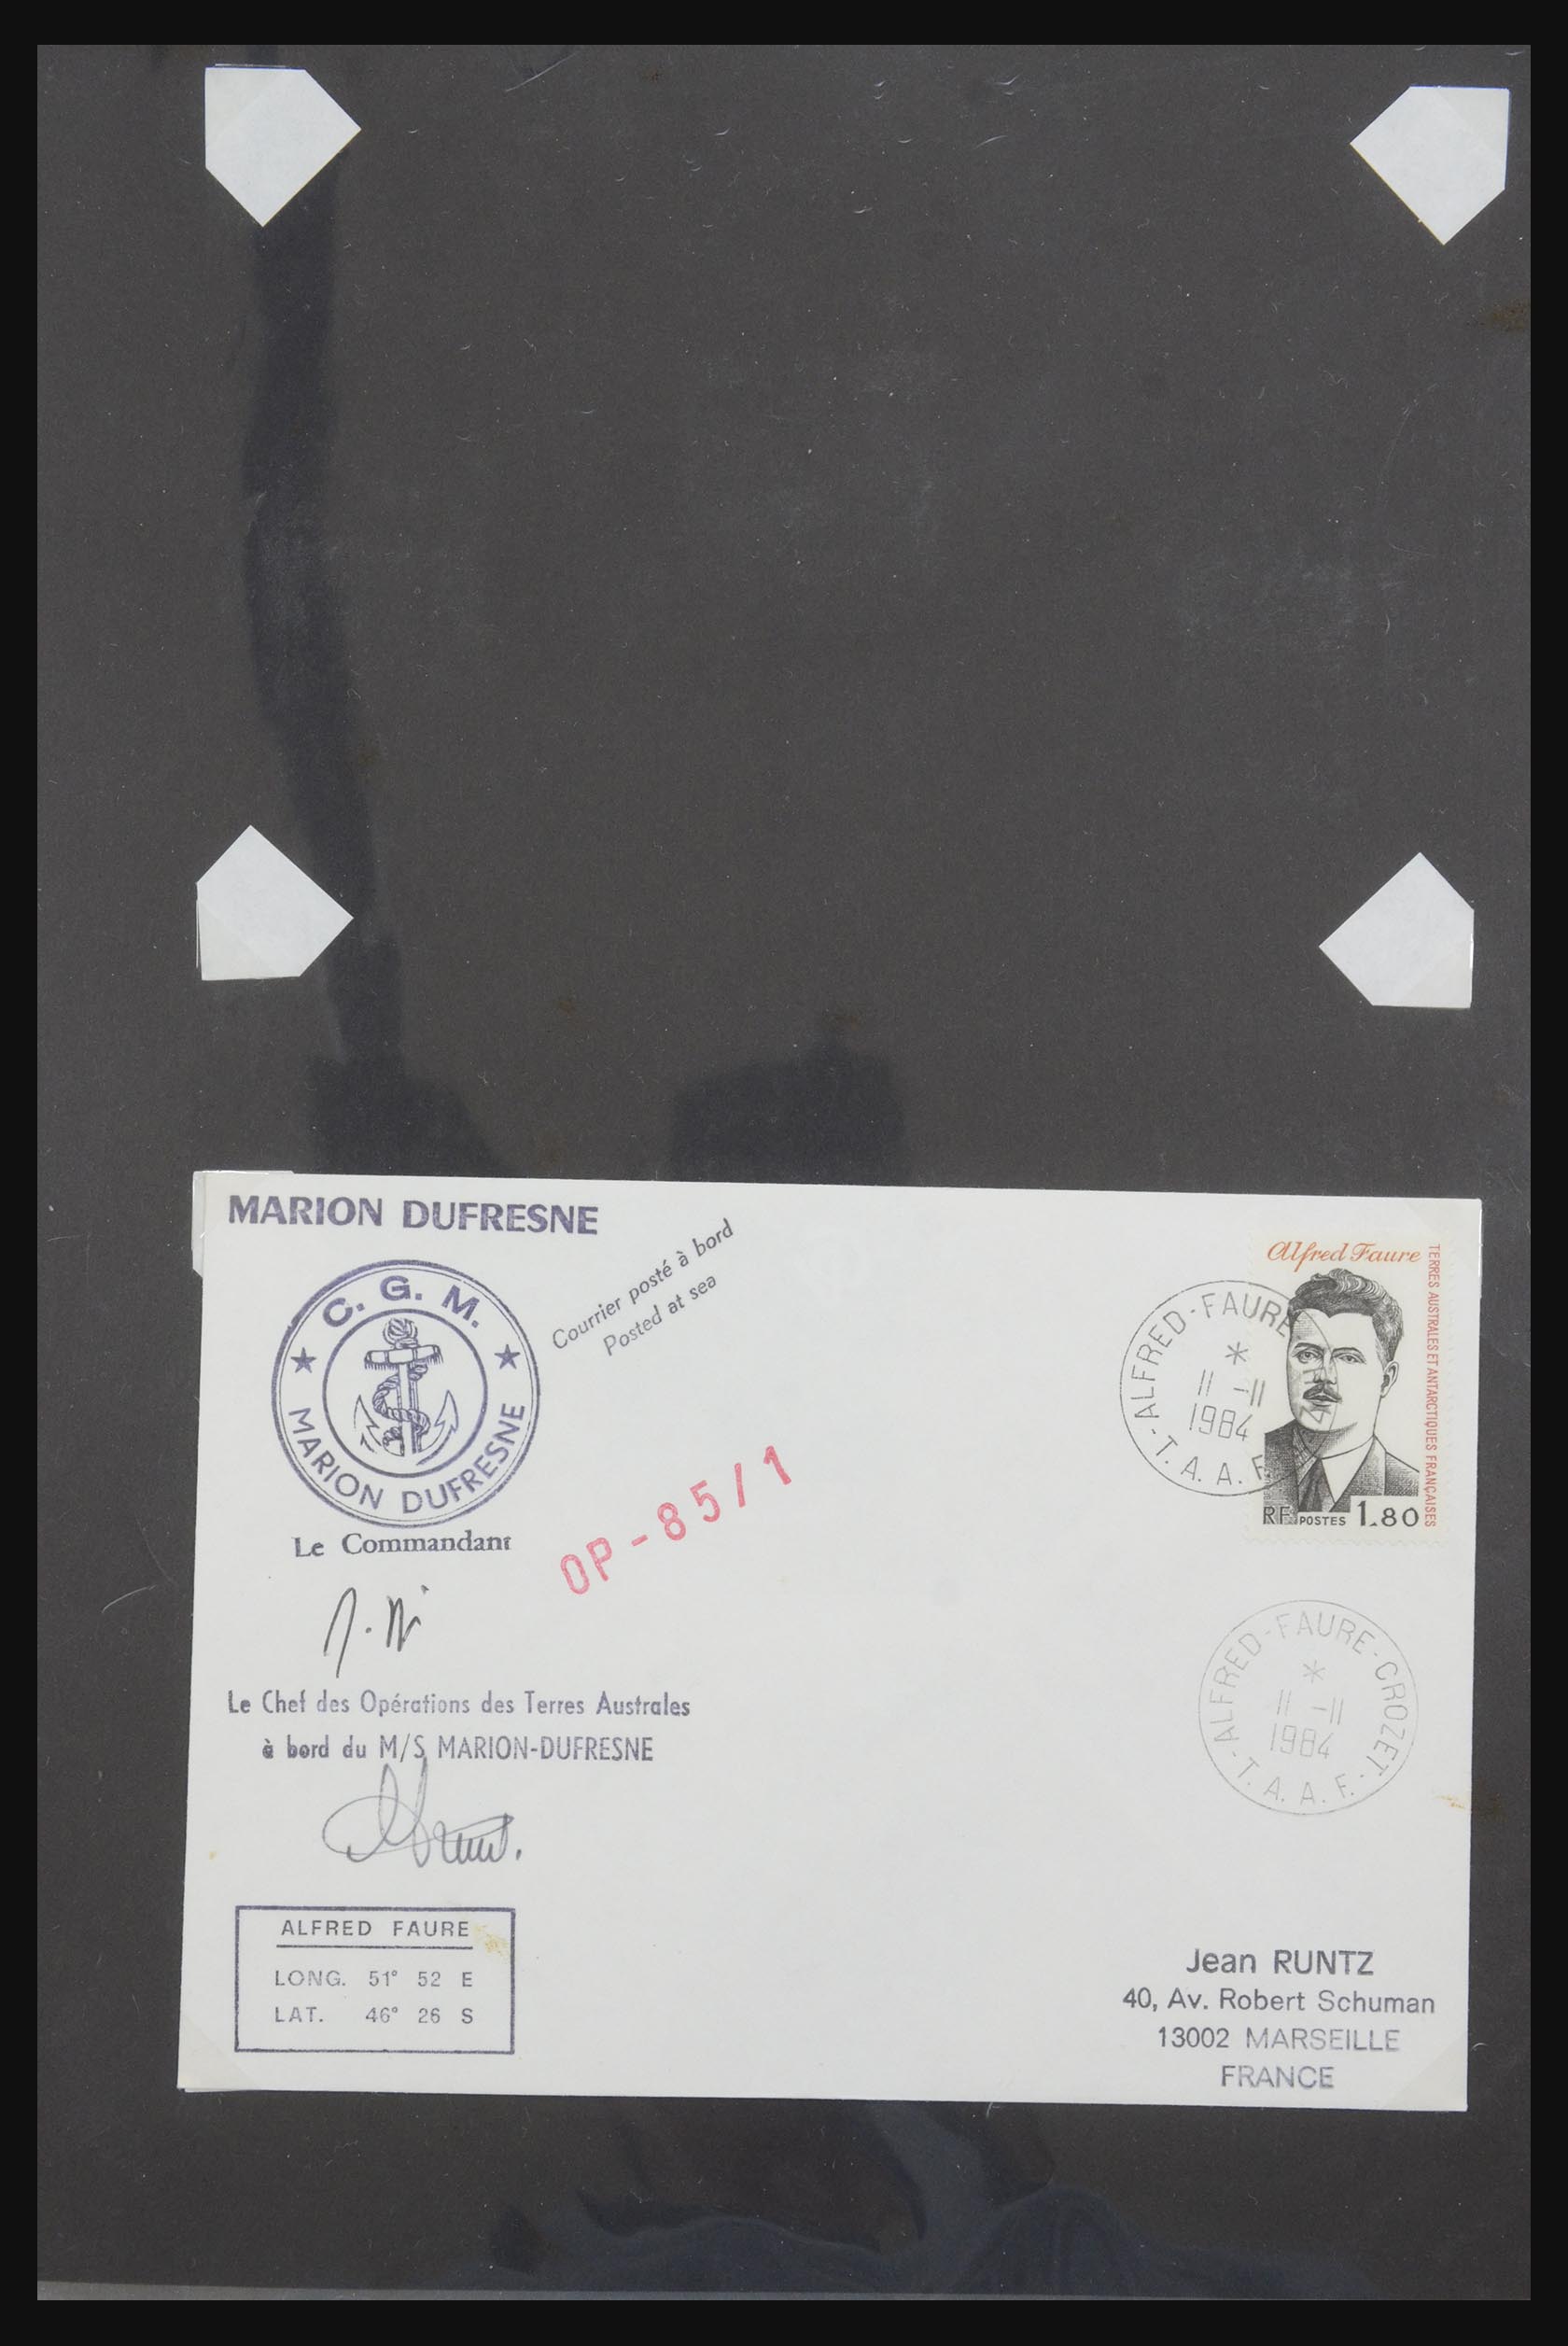 MARION DUFRESNE
C. G. M.
MARION DUFRESNE
Courrier posté à bord
Posted at sea
Le Commandant
OP-85/1
Le Chef des Opérations des Terres Australes
à bord du M/S MARION-DUFRESNE
ALFRED FAURE
LONG. 51° 52 E
LAT. 46° 26 S
Alfred Faure
TERRES AUSTRALES ET ANTARCTIQUES FRANÇAISES
RF POSTES 1.80
ALFRED-FAURE
11 -11
1984
T. A. A. F.
ALFRED-FAURE-CROZET
11 -11
1984
T. A. A. F.
Jean RUNTZ
40, Av. Robert Schuman
13002 MARSEILLE
FRANCE